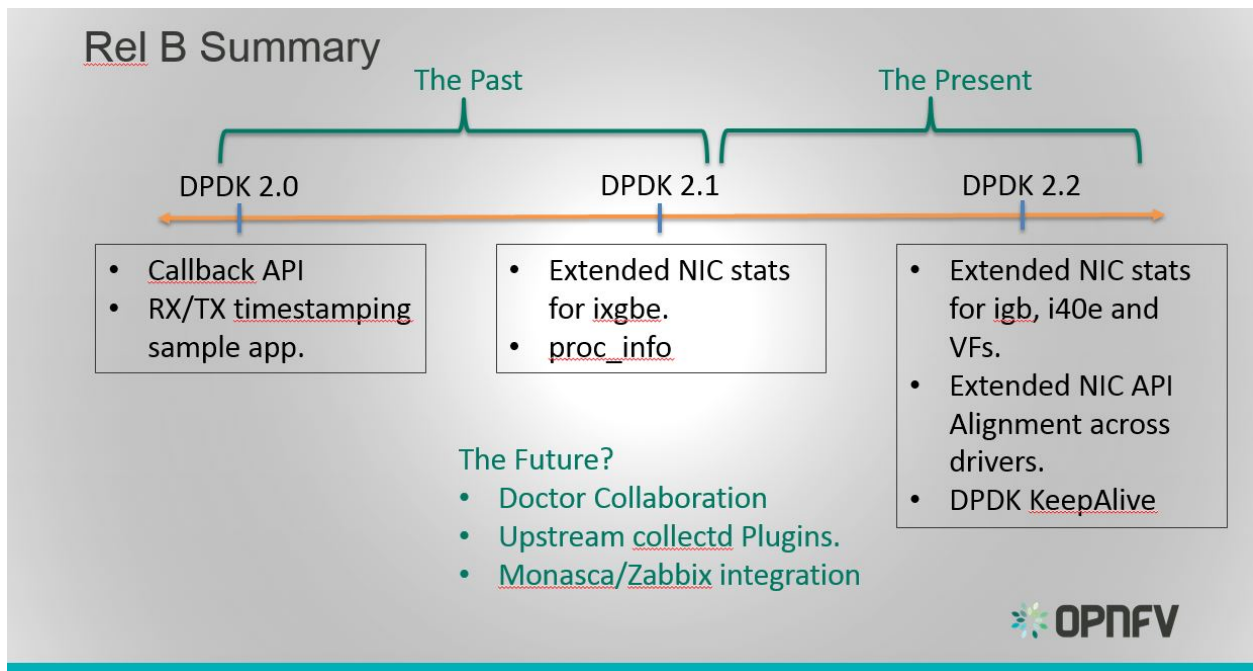 Rel B Summary
The Past
The Present
DPDK 2.0
DPDK 2.1
DPDK 2.2
• Callback API
• RX/TX timestamping
sample app.
• Extended NIC stats
for ixgbe.
• proc_info
• Extended NIC stats
for igb, i40e and
VFs.
• Extended NIC API
Alignment across
drivers.
• DPDK KeepAlive
The Future?
• Doctor Collaboration
• Upstream collectd Plugins.
• Monasca/Zabbix integration
OPNFV